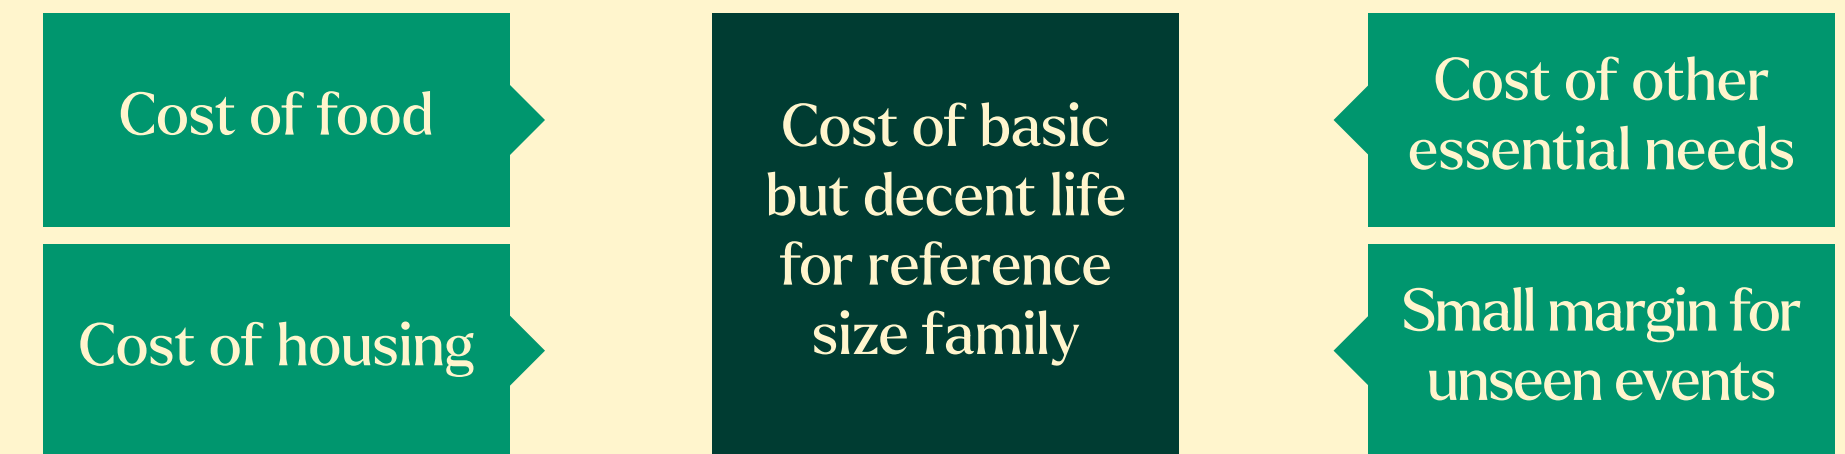 Cost of food
Cost of housing
Cost of basic
but decent life
for reference
size family
Cost of other
essential needs
Small margin for
unseen events